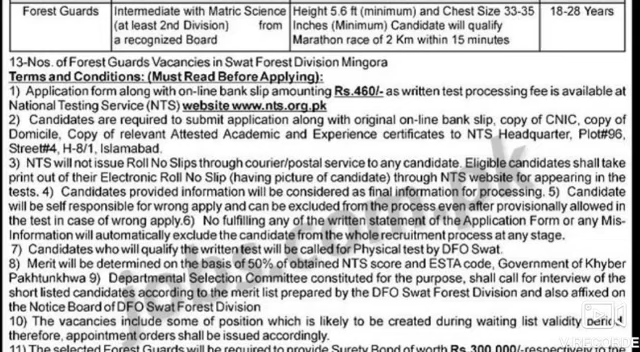 Forest Guards
Intermediate with Matric Science (at least 2nd Division) from a recognized Board
Height 5.6 ft (minimum) and Chest Size 33-35 Inches (Minimum) Candidate will qualify Marathon race of 2 Km within 15 minutes
18-28 Years
13-Nos. of Forest Guards Vacancies in Swat Forest Division Mingora
Terms and Conditions: (Must Read Before Applying):
1) Application form along with on-line bank slip amounting Rs.460/- as written test processing fee is available at
National Testing Service (NTS) website www.nts.org.pk
2) Candidates are required to submit application along with original on-line bank slip, copy of CNIC, copy of
Domicile, Copy of relevant Attested Academic and Experience certificates to NTS Headquarter, Plot#96,
Street#4, H-8/1, Islamabad.
3) NTS will not issue Roll No Slips through courier/postal service to any candidate. Eligible candidates shall take
print out of their Electronic Roll No Slip (having picture of candidate) through NTS website for appearing in the
tests. 4) Candidates provided information will be considered as final information for processing. 5) Candidate
will be self responsible for wrong apply and can be excluded from the process even after provisionally allowed in
the test in case of wrong apply.6) No fulfilling any of the written statement of the Application Form or any Mis-
Information will automatically exclude the candidate from the whole recruitment process at any stage.
7) Candidates who will qualify the written test will be called for Physical test by DFO Swat.
8) Merit will be determined on the basis of 50% of obtained NTS score and ESTA code, Government of Khyber
Pakhtunkhwa 9) Departmental Selection Committee constituted for the purpose, shall call for interview of the
short listed candidates according to the merit list prepared by the DFO Swat Forest Division and also affixed on
the Notice Board of DFO Swat Forest Division
10) The vacancies include some of position which is likely to be created during waiting list validity period
therefore, appointment orders shall be issued accordingly.
11) The selected Forest Guards will be required to provide Surety Bond of worth Rs.300,000/-respectively to the